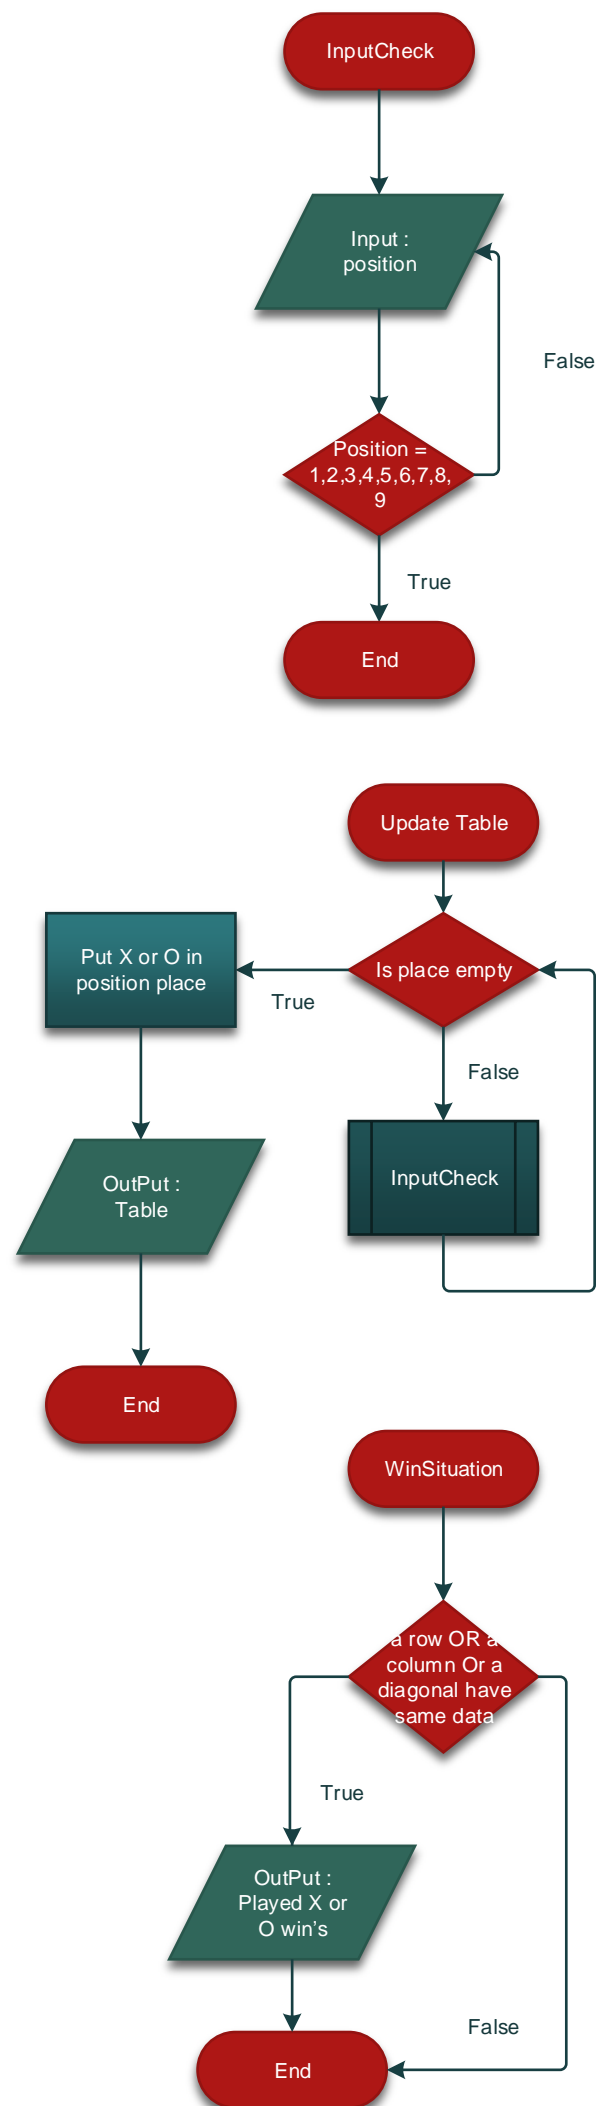 InputCheck
Input :
position
False
Position =
1,2,3,4,5,6,7,8,
9
True
End
Update Table
Is place empty
Put X or O in
position place
True
False
InputCheck
OutPut :
Table
End
WinSituation
a row OR a
column Or a
diagonal have
same data
True
OutPut :
Played X or
O win's
False
End